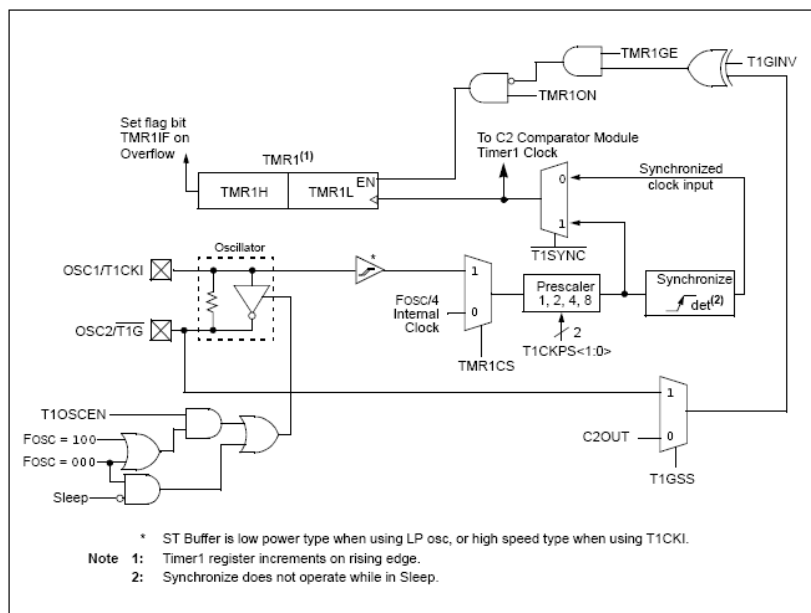 TMR1GE
T1GINV
TMR1ON
Set flag bit
TMR1IF on
Overflow
To C2 Comparator Module
Timer1 Clock
TMR1(1)
EN
TMR1H
TMR1L
0
1
Synchronized
clock input
T1SYNC
Oscillator
*
OSC1/T1CKI
1
FOSC/4
Internal
Clock
0
Prescaler
1, 2, 4, 8
Synchronize
det(2)
OSC2/T1G
2
T1CKPS<1:0>
TMR1CS
1
T1OSCEN
C2OUT
0
FOSC = 100
FOSC = 000
T1GSS
Sleep
* ST Buffer is low power type when using LP osc, or high speed type when using T1CKI.
Note 1: Timer1 register increments on rising edge.
2: Synchronize does not operate while in Sleep.